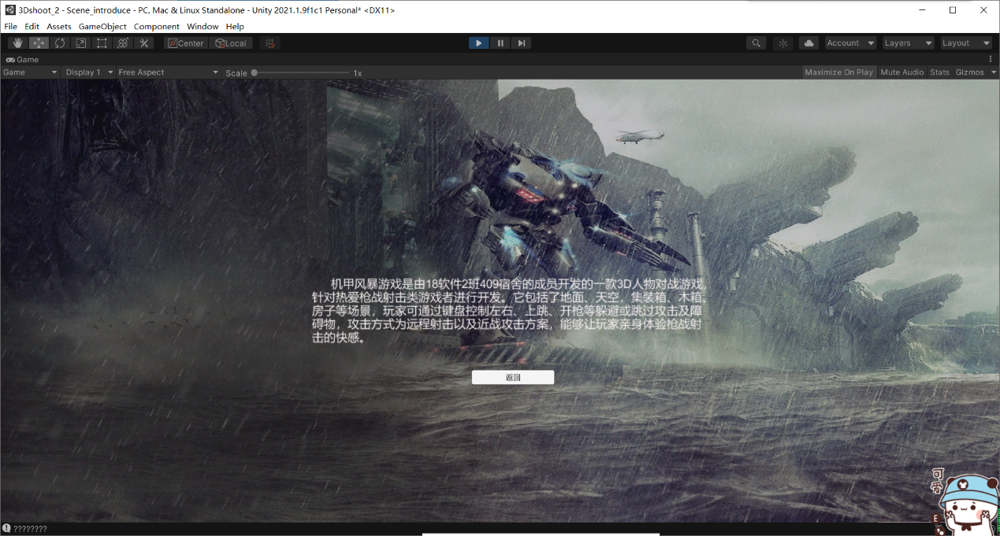 3Dshoot_2 - Scene_introduce - PC, Mac & Linux Standalone - Unity 2021.1.9f1c1 Personal* <DX11>
File Edit Assets GameObject Component Window Help
Center Local Account Layers Layout
Game
Game Display 1 Free Aspect Scale 1x Maximize On Play Mute Audio Stats Gizmos
机甲风暴游戏是由18软件2班409宿舍的成员开发的一款3D人物对战游戏,
针对热爱枪战射击类游戏者进行开发。它包括了地面、天空，集装箱、木箱、
房子等场景，玩家可通过键盘控制左右、上跳、开枪等躲避或跳过攻击及障
碍物，攻击方式为远程射击以及近战攻击方案，能够让玩家亲身体验枪战射
击的快感。
返回
可爱
E
????????